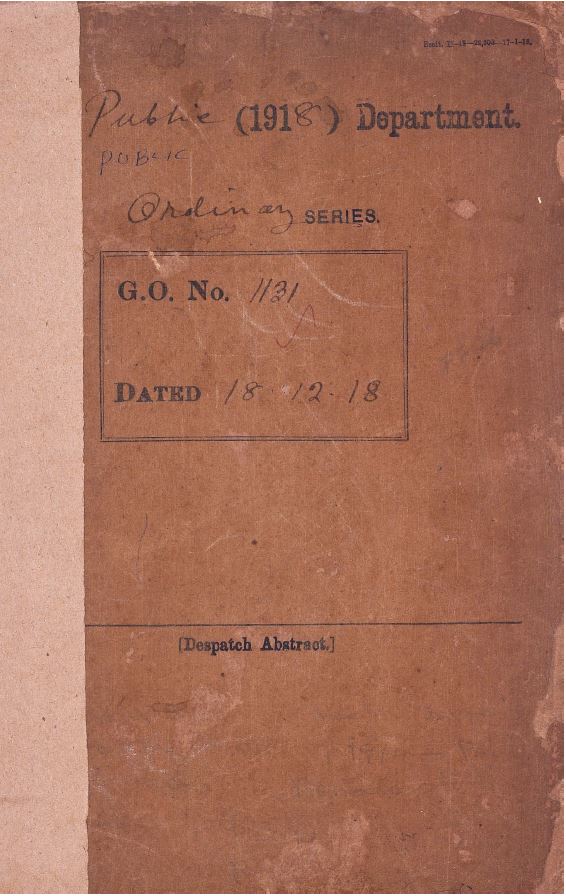 Public (1918) Department.
PUBLIC
Ordinary SERIES.
G.O. No. 1131
DATED 18.12.18
[Despatch Abstract.]